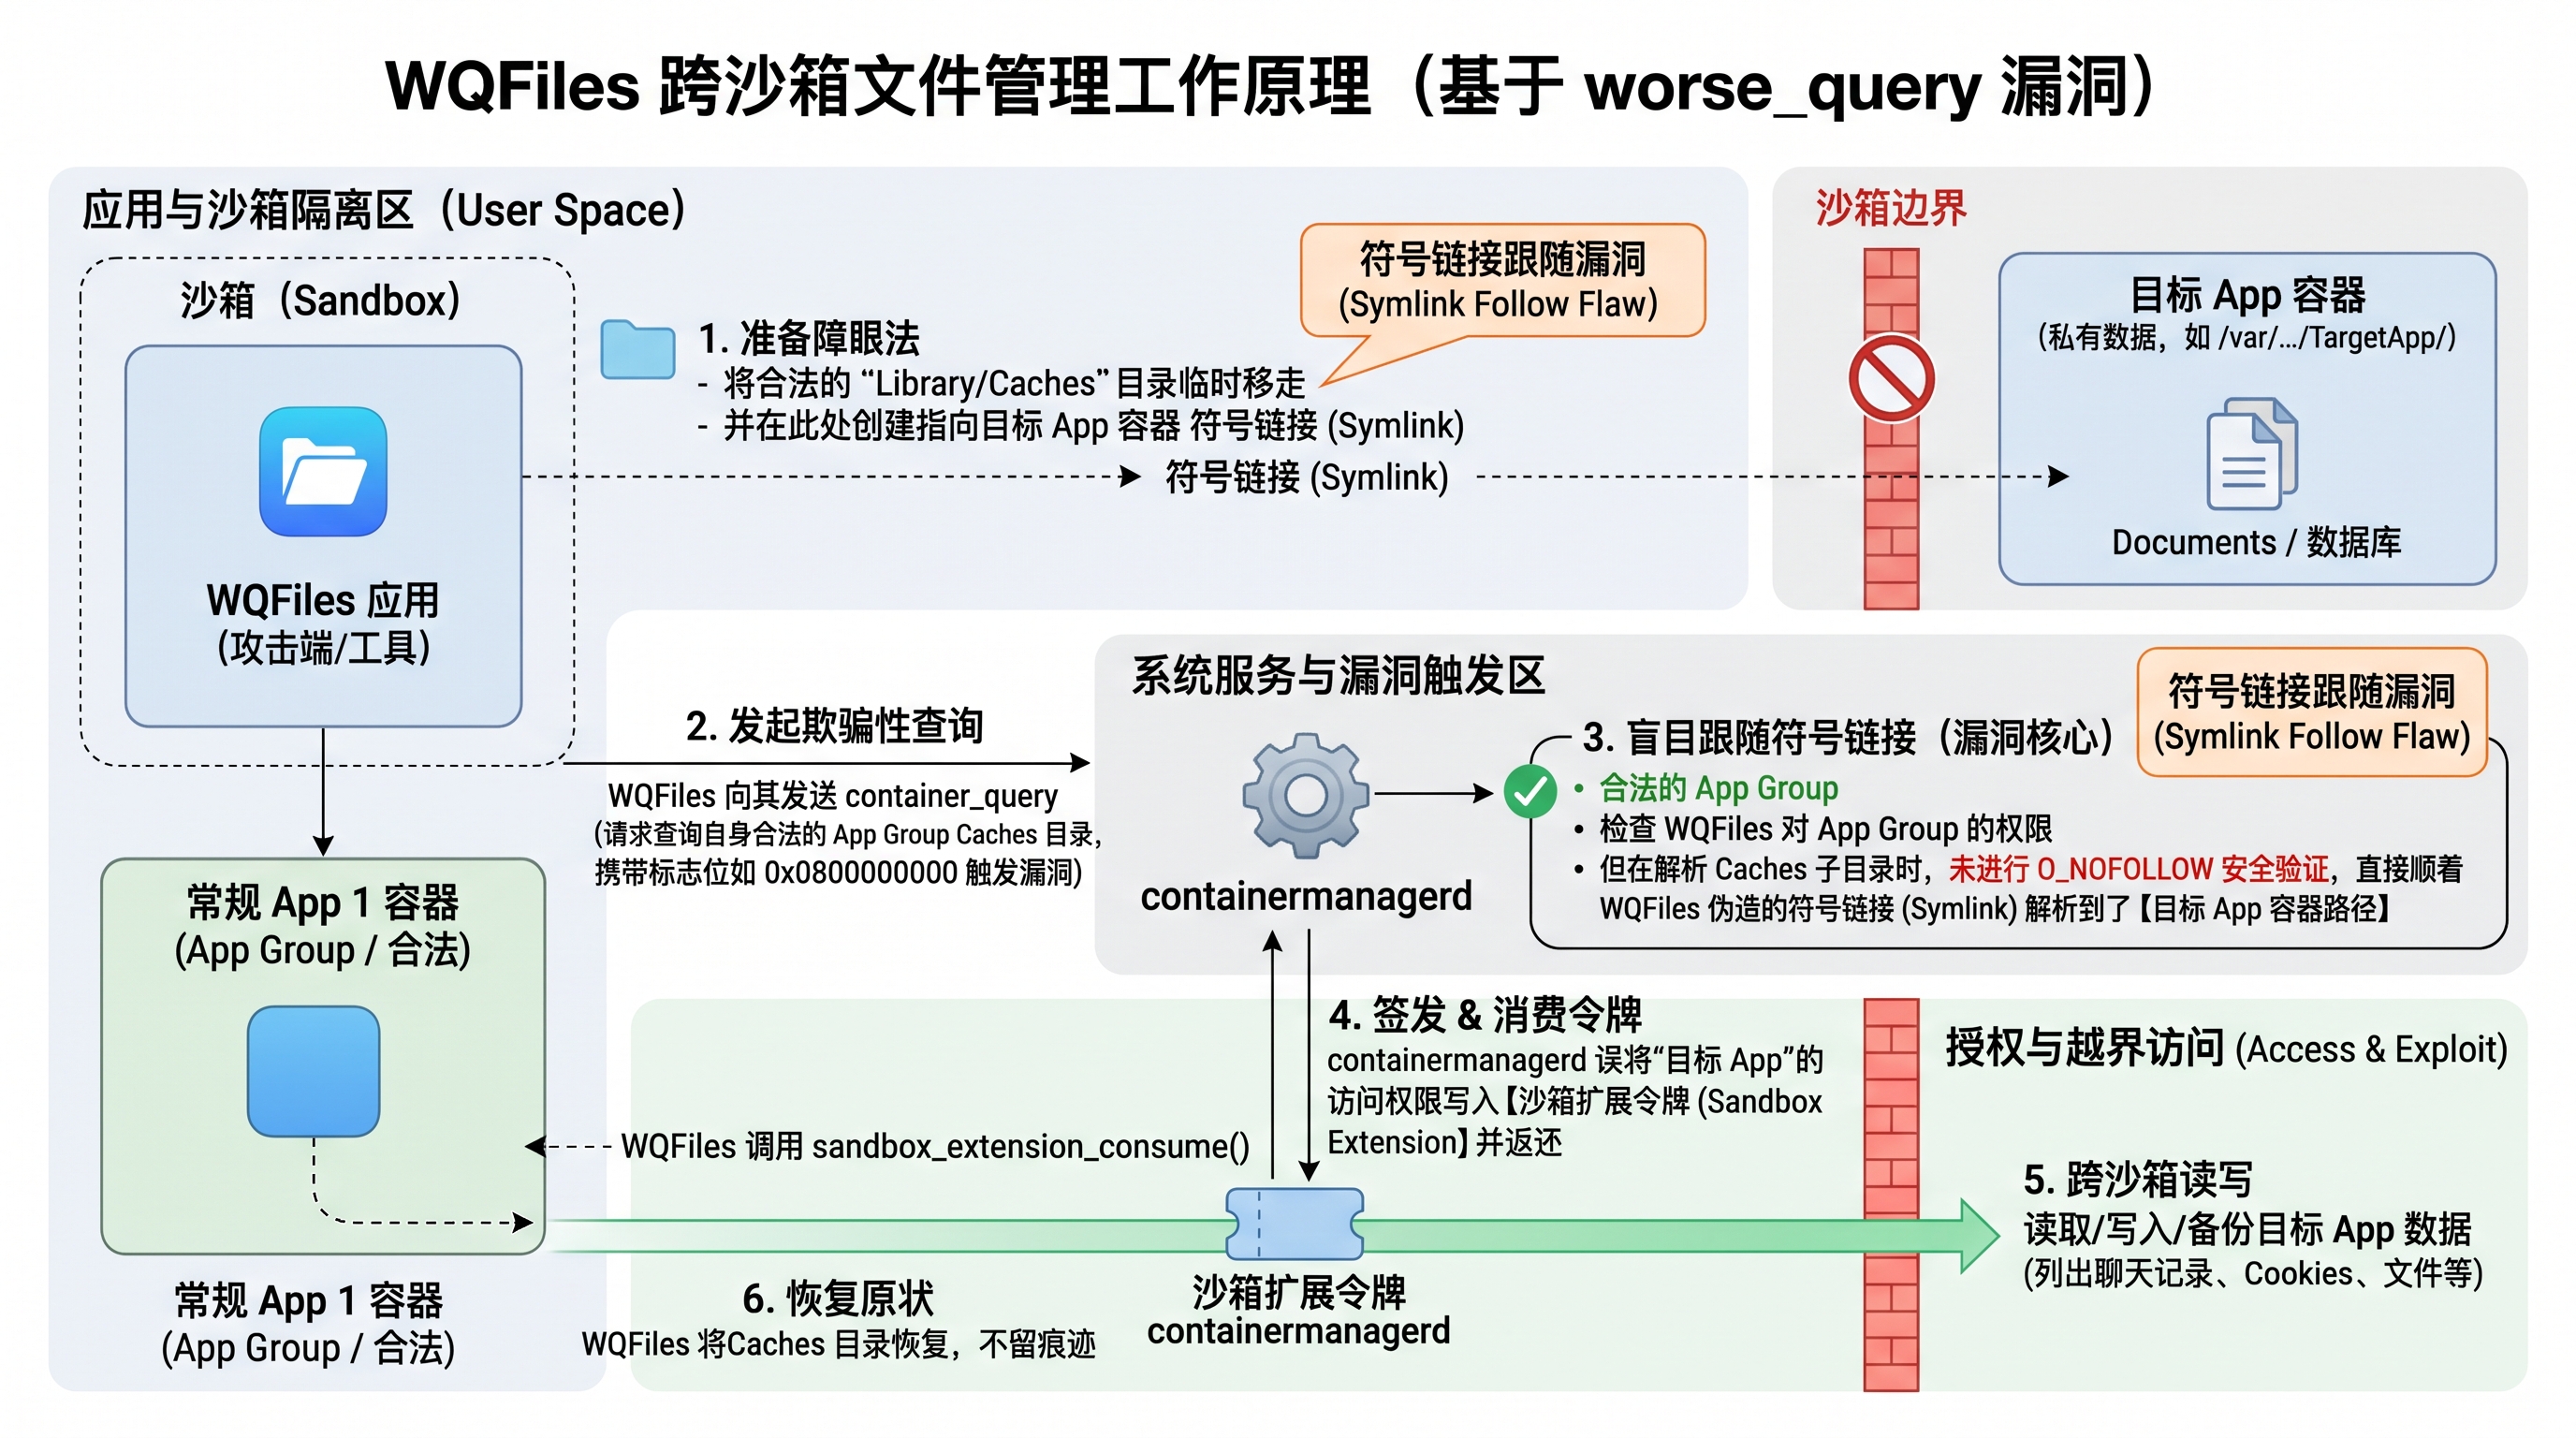 WQFiles 跨沙箱文件管理工作原理（基于 worse_query 漏洞）
应用与沙箱隔离区（User Space）
沙箱（Sandbox）
WQFiles 应用
(攻击端/工具)
1. 准备障眼法
- 将合法的 “Library/Caches” 目录临时移走
- 并在此处创建指向目标 App 容器 符号链接 (Symlink)
符号链接跟随漏洞
(Symlink Follow Flaw)
符号链接 (Symlink)
沙箱边界
目标 App 容器
(私有数据，如 /var/.../TargetApp/)
Documents / 数据库
2. 发起欺骗性查询
WQFiles 向其发送 container_query
(请求查询自身合法的 App Group Caches 目录，
携带标志位如 0x0800000000 触发漏洞)
系统服务与漏洞触发区
containermanagerd
3. 盲目跟随符号链接（漏洞核心）
符号链接跟随漏洞
(Symlink Follow Flaw)
• 合法的 App Group
• 检查 WQFiles 对 App Group 的权限
• 但在解析 Caches 子目录时，未进行 O_NOFOLLOW 安全验证，直接顺着
WQFiles 伪造的符号链接 (Symlink) 解析到了【目标 App 容器路径】
常规 App 1 容器
(App Group / 合法)
常规 App 1 容器
(App Group / 合法)
4. 签发 & 消费令牌
containermanagerd 误将“目标 App”的
访问权限写入【沙箱扩展令牌 (Sandbox
Extension】并返还
WQFiles 调用 sandbox_extension_consume()
沙箱扩展令牌
containermanagerd
授权与越界访问 (Access & Exploit)
5. 跨沙箱读写
读取/写入/备份目标 App 数据
(列出聊天记录、Cookies、文件等)
6. 恢复原状
WQFiles 将Caches 目录恢复，不留痕迹